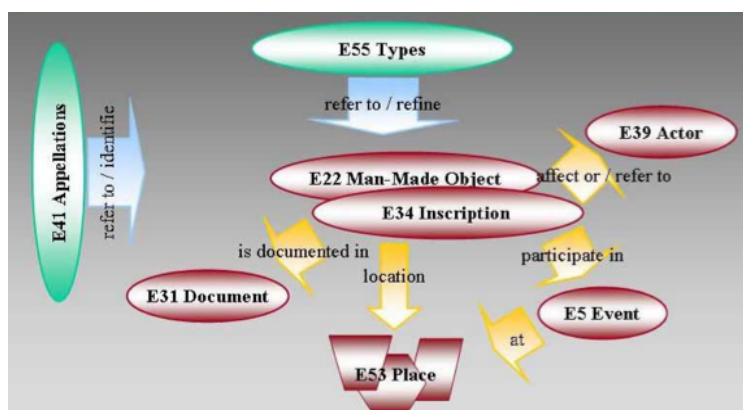 E55 Types
refer to / refine
E41 Appellations
refer to / identifie
E39 Actor
E22 Man-Made Object
affect or / refer to
E34 Inscription
is documented in
location
participate in
E31 Document
E5 Event
at
E53 Place